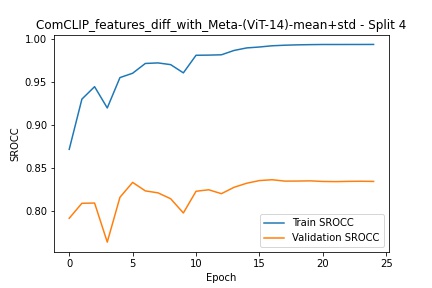 ComCLIP_features_diff_with_Meta-(ViT-14)-mean+std - Split 4
1.00
0.95
0.90
0.85
0.80
SROCC
0
5
10
15
20
25
Epoch
Train SROCC
Validation SROCC